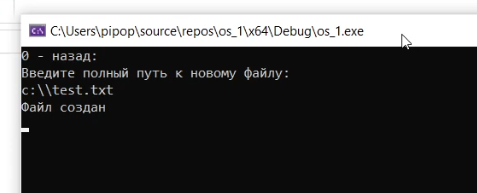 C:\Users\pipop\source\repos\os_1\x64\Debug\os_1.exe
0 - назад:
Введите полный путь к новому файлу:
c:\\test.txt
Файл создан